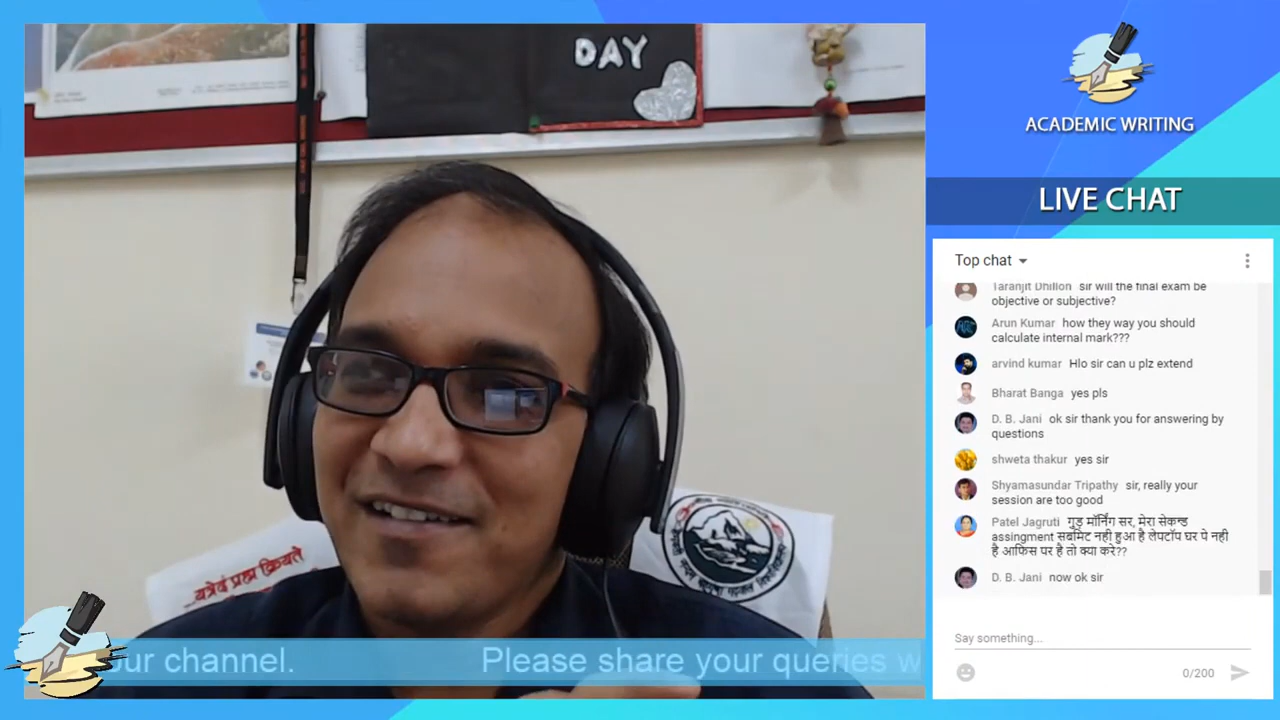 DAY
ACADEMIC WRITING
LIVE CHAT
Top chat
Taranjit Dhillon sir will the final exam be
objective or subjective?
Arun Kumar how they way you should
calculate internal mark???
arvind kumar Hlo sir can u plz extend
Bharat Banga yes pls
D. B. Jani ok sir thank you for answering by
questions
shweta thakur yes sir
Shyamasundar Tripathy sir, really your
session are too good
Patel Jagruti गुड मॉर्निंग सर, मेरा सेकन्ड
assingment सबमिट नही हुआ है लेपटॉप घर पे नही
है आफिस पर है तो क्या करे??
D. B. Jani now ok sir
Say something...
0/200
यत्रेदं प्रह्म क्रियते
ur channel.
Please share your queries w